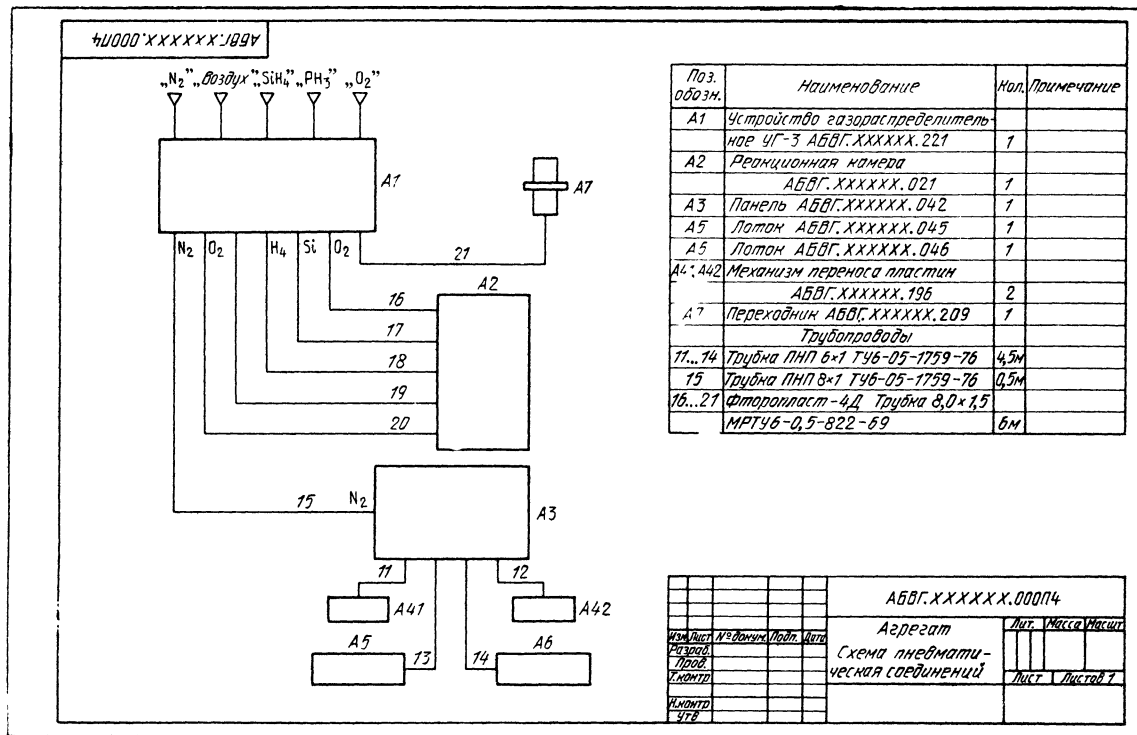 АБВГ.XXXXXX.000П4
„N₂” „Воздух” „SiH₄” „PH₃” „O₂”
A1
A7
N₂ O₂ H₄ Si O₂
21
A2
16
17
18
19
20
15 N₂
A3
11 12
A41 A42
A5 A6
13 14
Поз. обозн. Наименование Кол. Примечание
A1 Устройство газораспределитель-
ное УГ-3 АБВГ.XXXXXX.221 1
A2 Реакционная камера
АБВГ.XXXXXX.021 1
A3 Панель АБВГ.XXXXXX.042 1
A5 Лоток АБВГ.XXXXXX.045 1
A5 Лоток АБВГ.XXXXXX.046 1
A41, A42 Механизм переноса пластин
АБВГ.XXXXXX.196 2
A7 Переходник АБВГ.XXXXXX.209 1
Трубопроводы
11...14 Трубка ПНП 6×1 ТУ6-05-1759-76 4,5м
15 Трубка ПНП 8×1 ТУ6-05-1759-76 0,5м
16...21 Фторопласт-4Д Трубка 8,0×1,5
МРТУ6-0,5-822-69 6м
АБВГ.XXXXXX.000П4
Изм Лист № докум. Подп. Дата
Разраб.
Пров.
Т.контр
Н.контр
Утв
Агрегат
Схема пневмати-
ческая соединений
Лит. Масса Масшт
Лист Листов 1